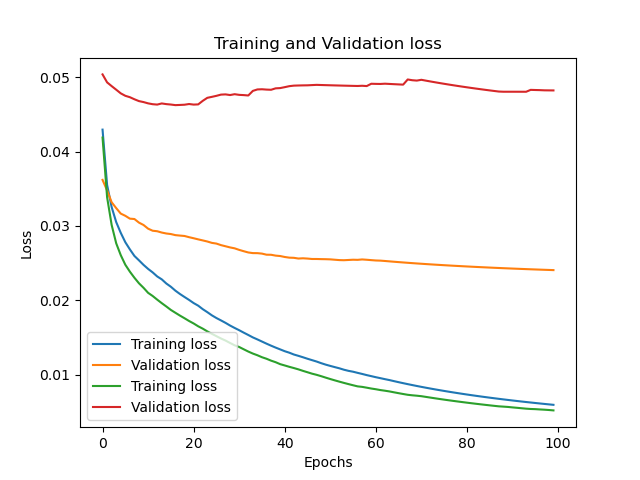 Training and Validation loss
Loss
0.05
0.04
0.03
0.02
0.01
Training loss
Validation loss
Training loss
Validation loss
0 20 40 60 80 100
Epochs